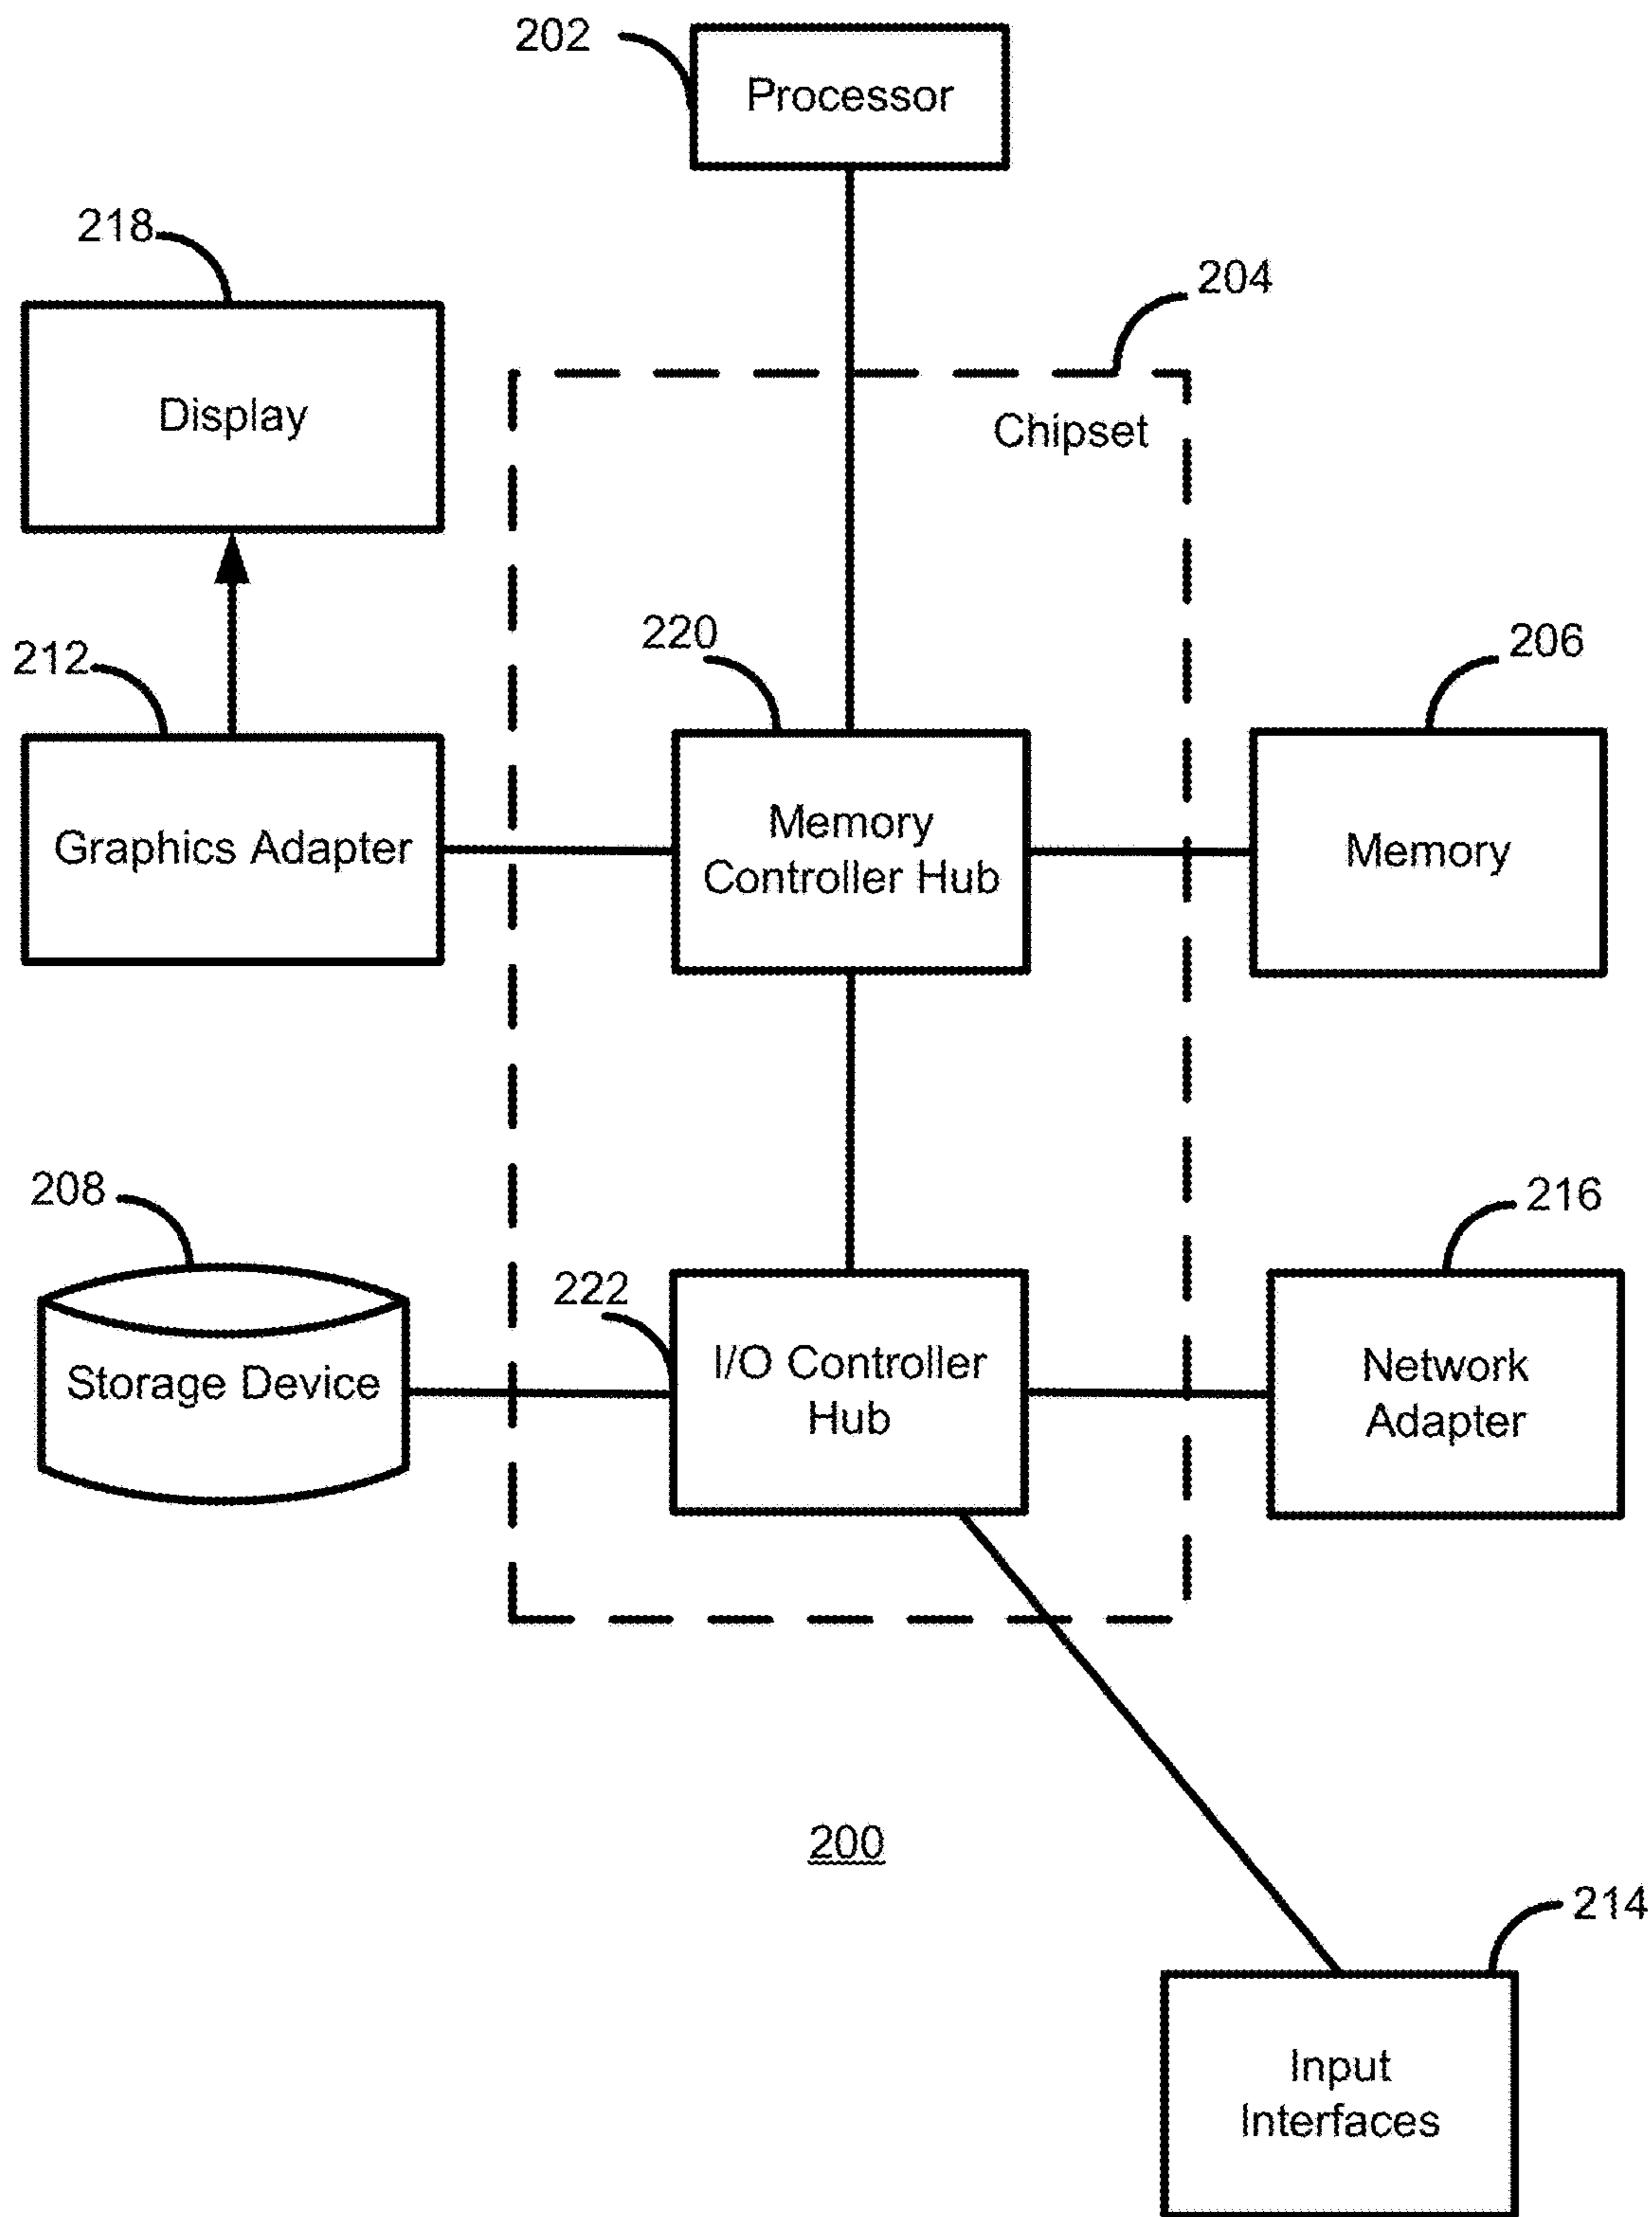 202
Processor
218
204
Display
Chipset
212
220
206
Graphics Adapter
Memory
Controller Hub
Memory
208
222
216
Storage Device
I/O Controller
Hub
Network
Adapter
200
214
Input
Interfaces